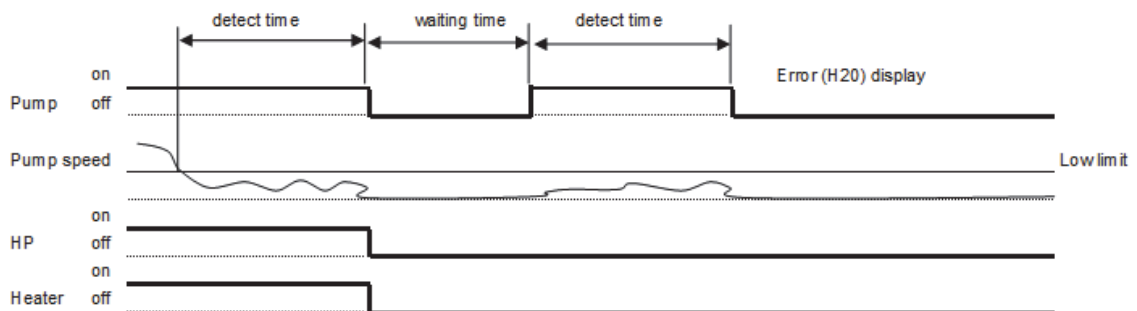 detect time waiting time detect time
on Error (H20) display
Pump off
Pump speed Low limit
on
HP off
on
Heater off